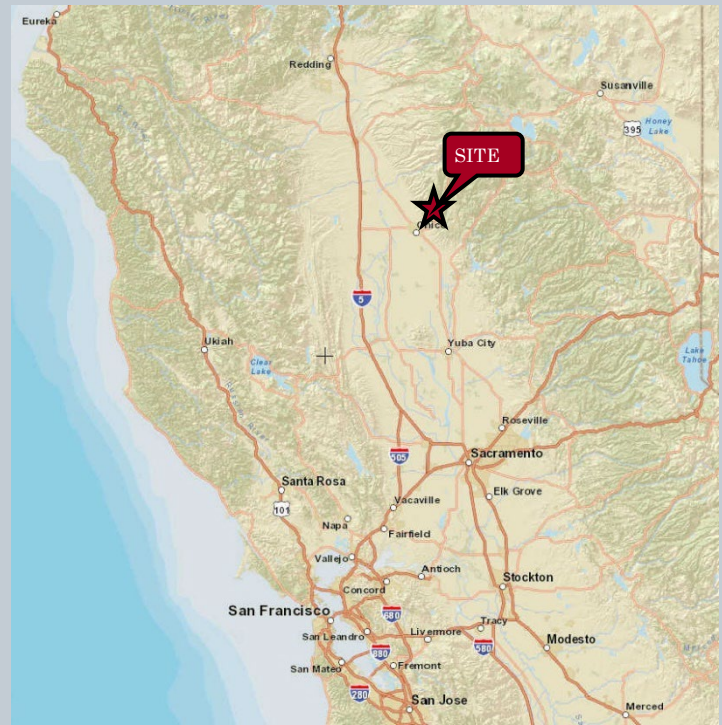 Eureka
Redding
Susanville
395
Honey
Lake
SITE
Chico
5
Ukiah
Clear
Lake
Yuba City
Lake
Tahoe
Roseville
505
Sacramento
Santa Rosa
Elk Grove
101
Vacaville
Napa
Fairfield
Vallejo
Antioch
Concord
Stockton
San Francisco
680
Tracy
San Leandro
Livermore
580
Modesto
880
San Mateo
Fremont
280
San Jose
Merced